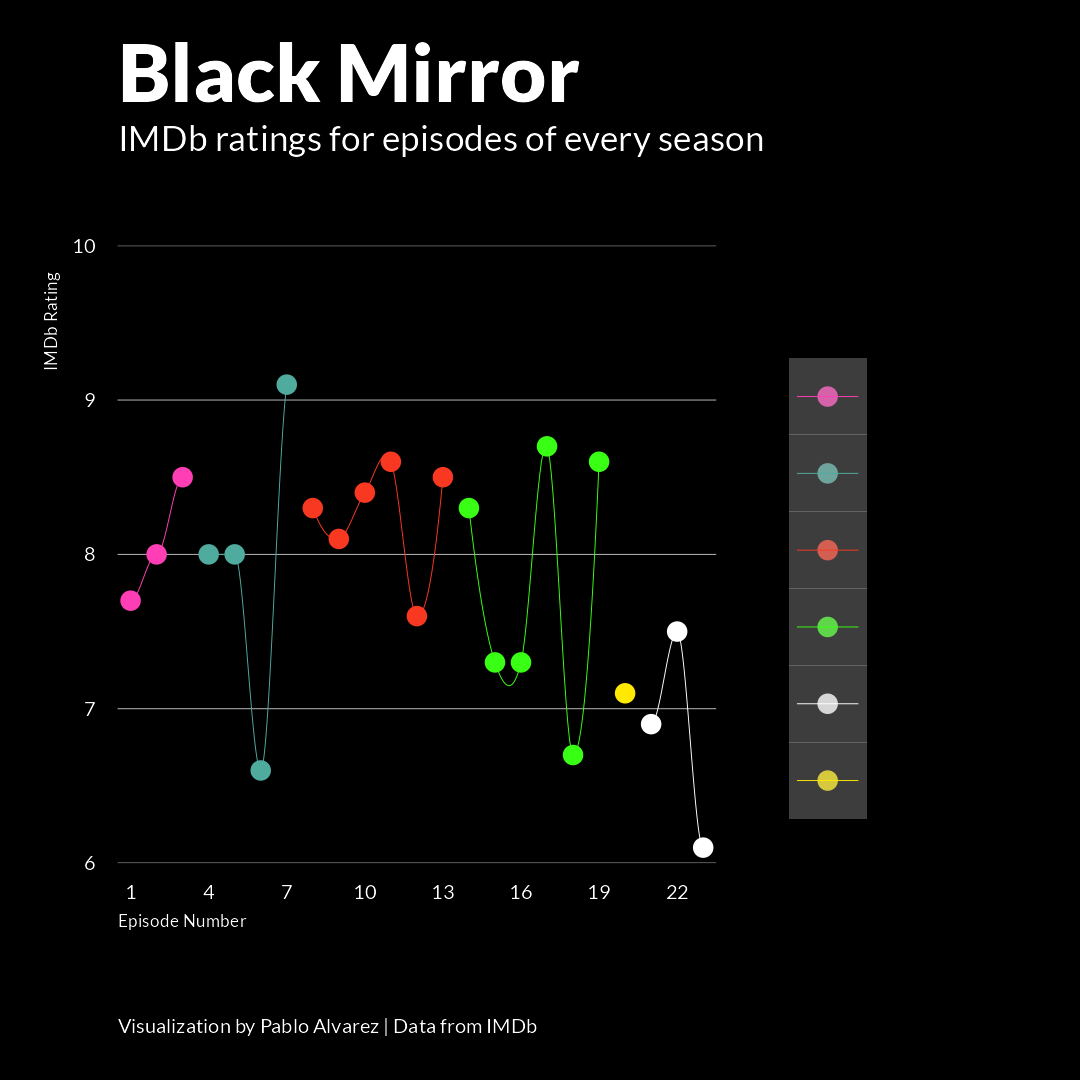 Black Mirror
IMDb ratings for episodes of every season
10
IMDb Rating
9
8
7
6
1 4 7 10 13 16 19 22
Episode Number
Visualization by Pablo Alvarez | Data from IMDb